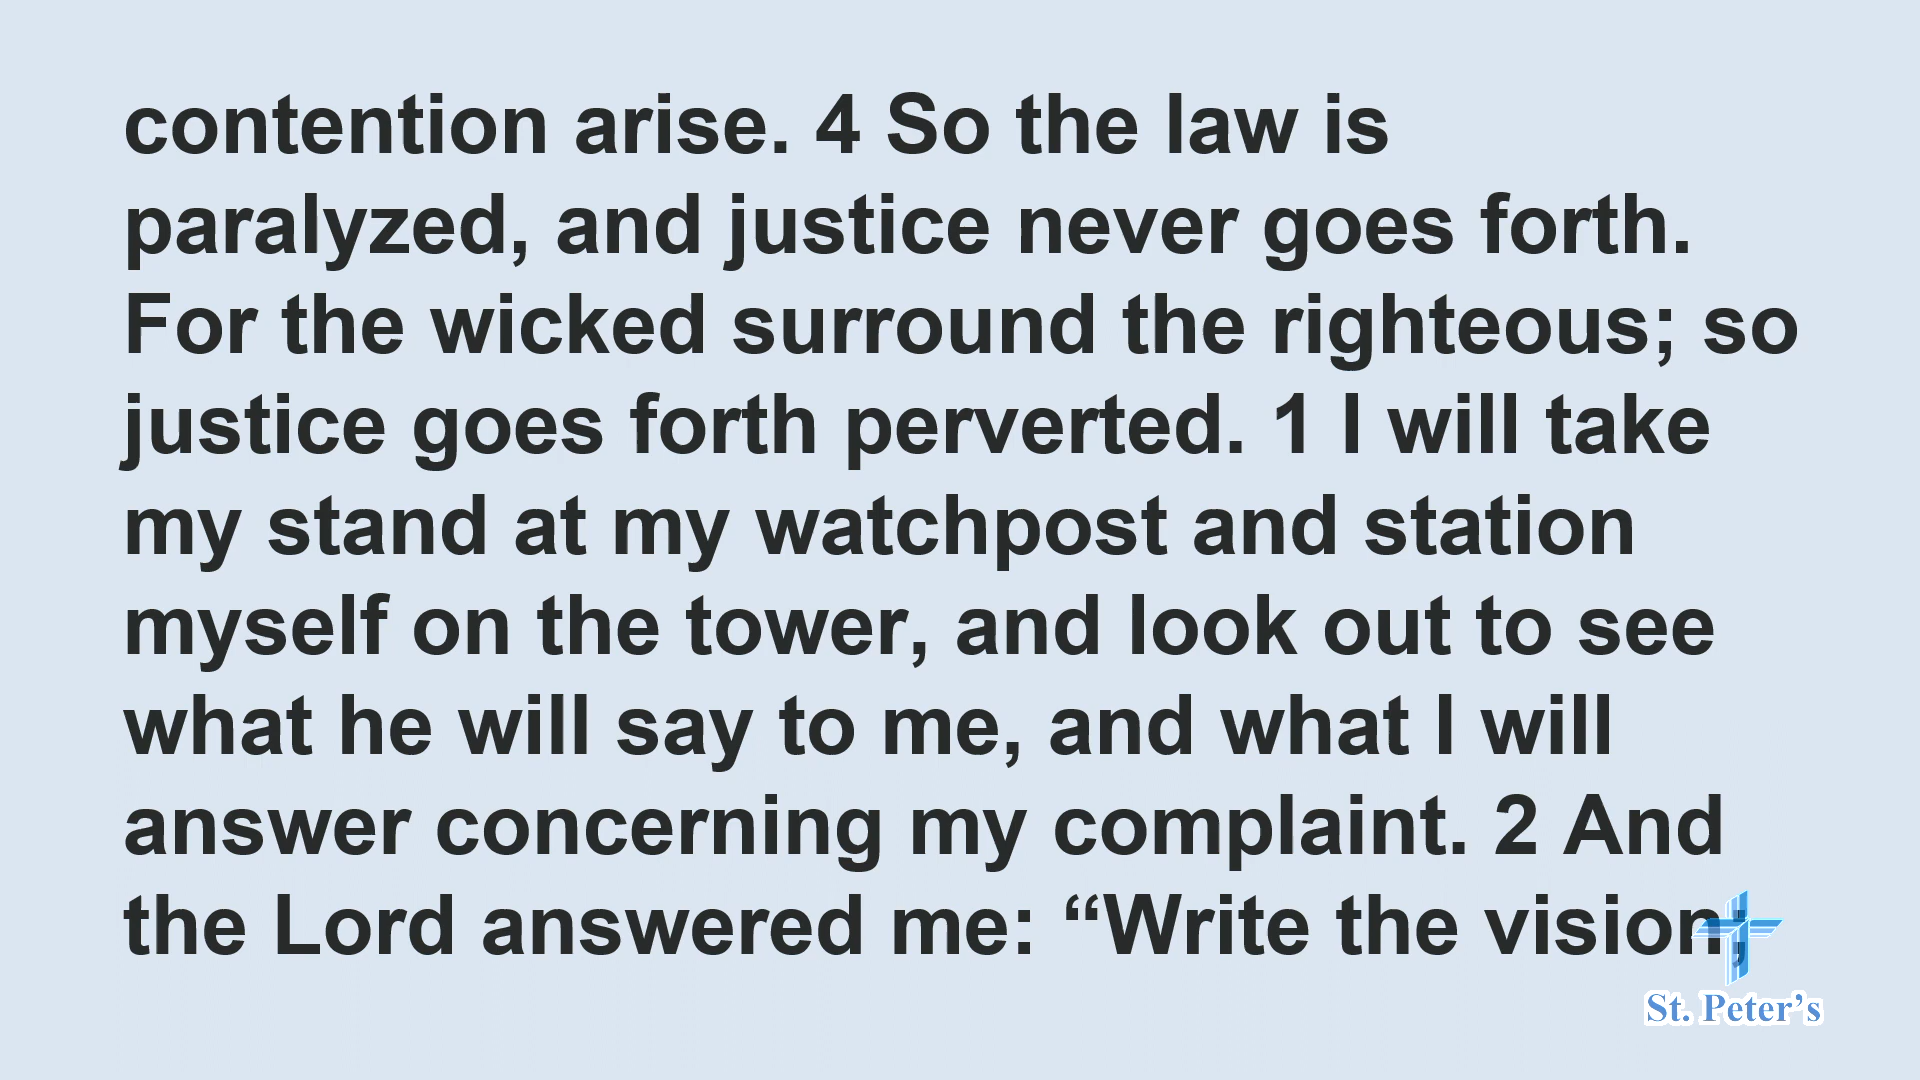 contention arise. 4 So the law is
paralyzed, and justice never goes forth.
For the wicked surround the righteous; so
justice goes forth perverted. 1 I will take
my stand at my watchpost and station
myself on the tower, and look out to see
what he will say to me, and what I will
answer concerning my complaint. 2 And
the Lord answered me: “Write the vision;
St. Peter’s